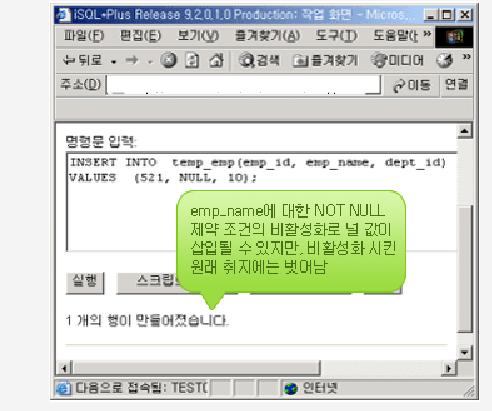 iSQL*Plus Release 9.2.0.1.0 Production: 작업 화면 - Micros...
파일(F) 편집(E) 보기(V) 즐겨찾기(A) 도구(T) 도움말(H) »
뒤로 검색 즐겨찾기 미디어 »
주소(D) 이동 연결
명령문 입력:
INSERT INTO temp_emp(emp_id, emp_name, dept_id)
VALUES (521, NULL, 10);
emp_name에 대한 NOT NULL
제약 조건의 비활성화로 널 값이
삽입될 수 있지만, 비활성화 시킨
원래 취지에는 벗어남
실행 스크립
1 개의 행이 만들어졌습니다.
다음으로 접속됨: TEST( 인터넷